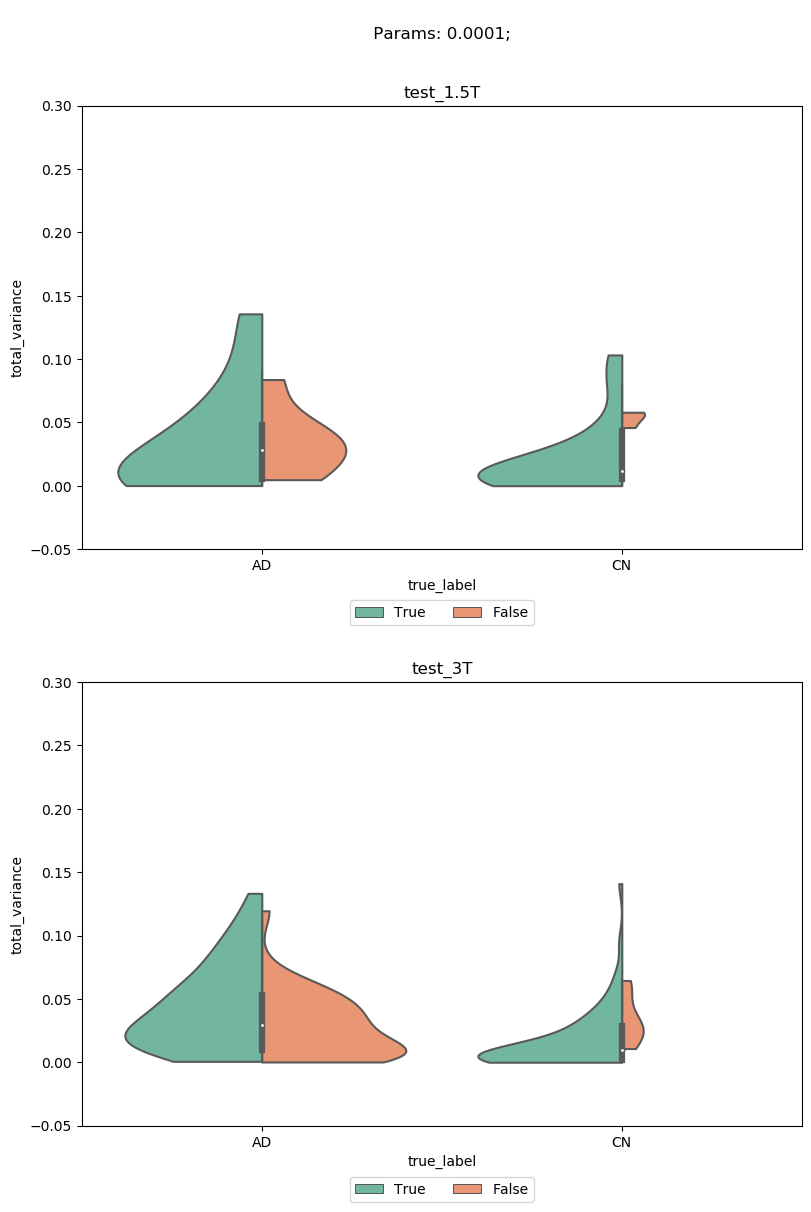 Params: 0.0001;
test_1.5T
0.30
0.25
0.20
0.15
0.10
0.05
0.00
−0.05
total_variance
AD CN
true_label
True False
test_3T
0.30
0.25
0.20
0.15
0.10
0.05
0.00
−0.05
total_variance
AD CN
true_label
True False